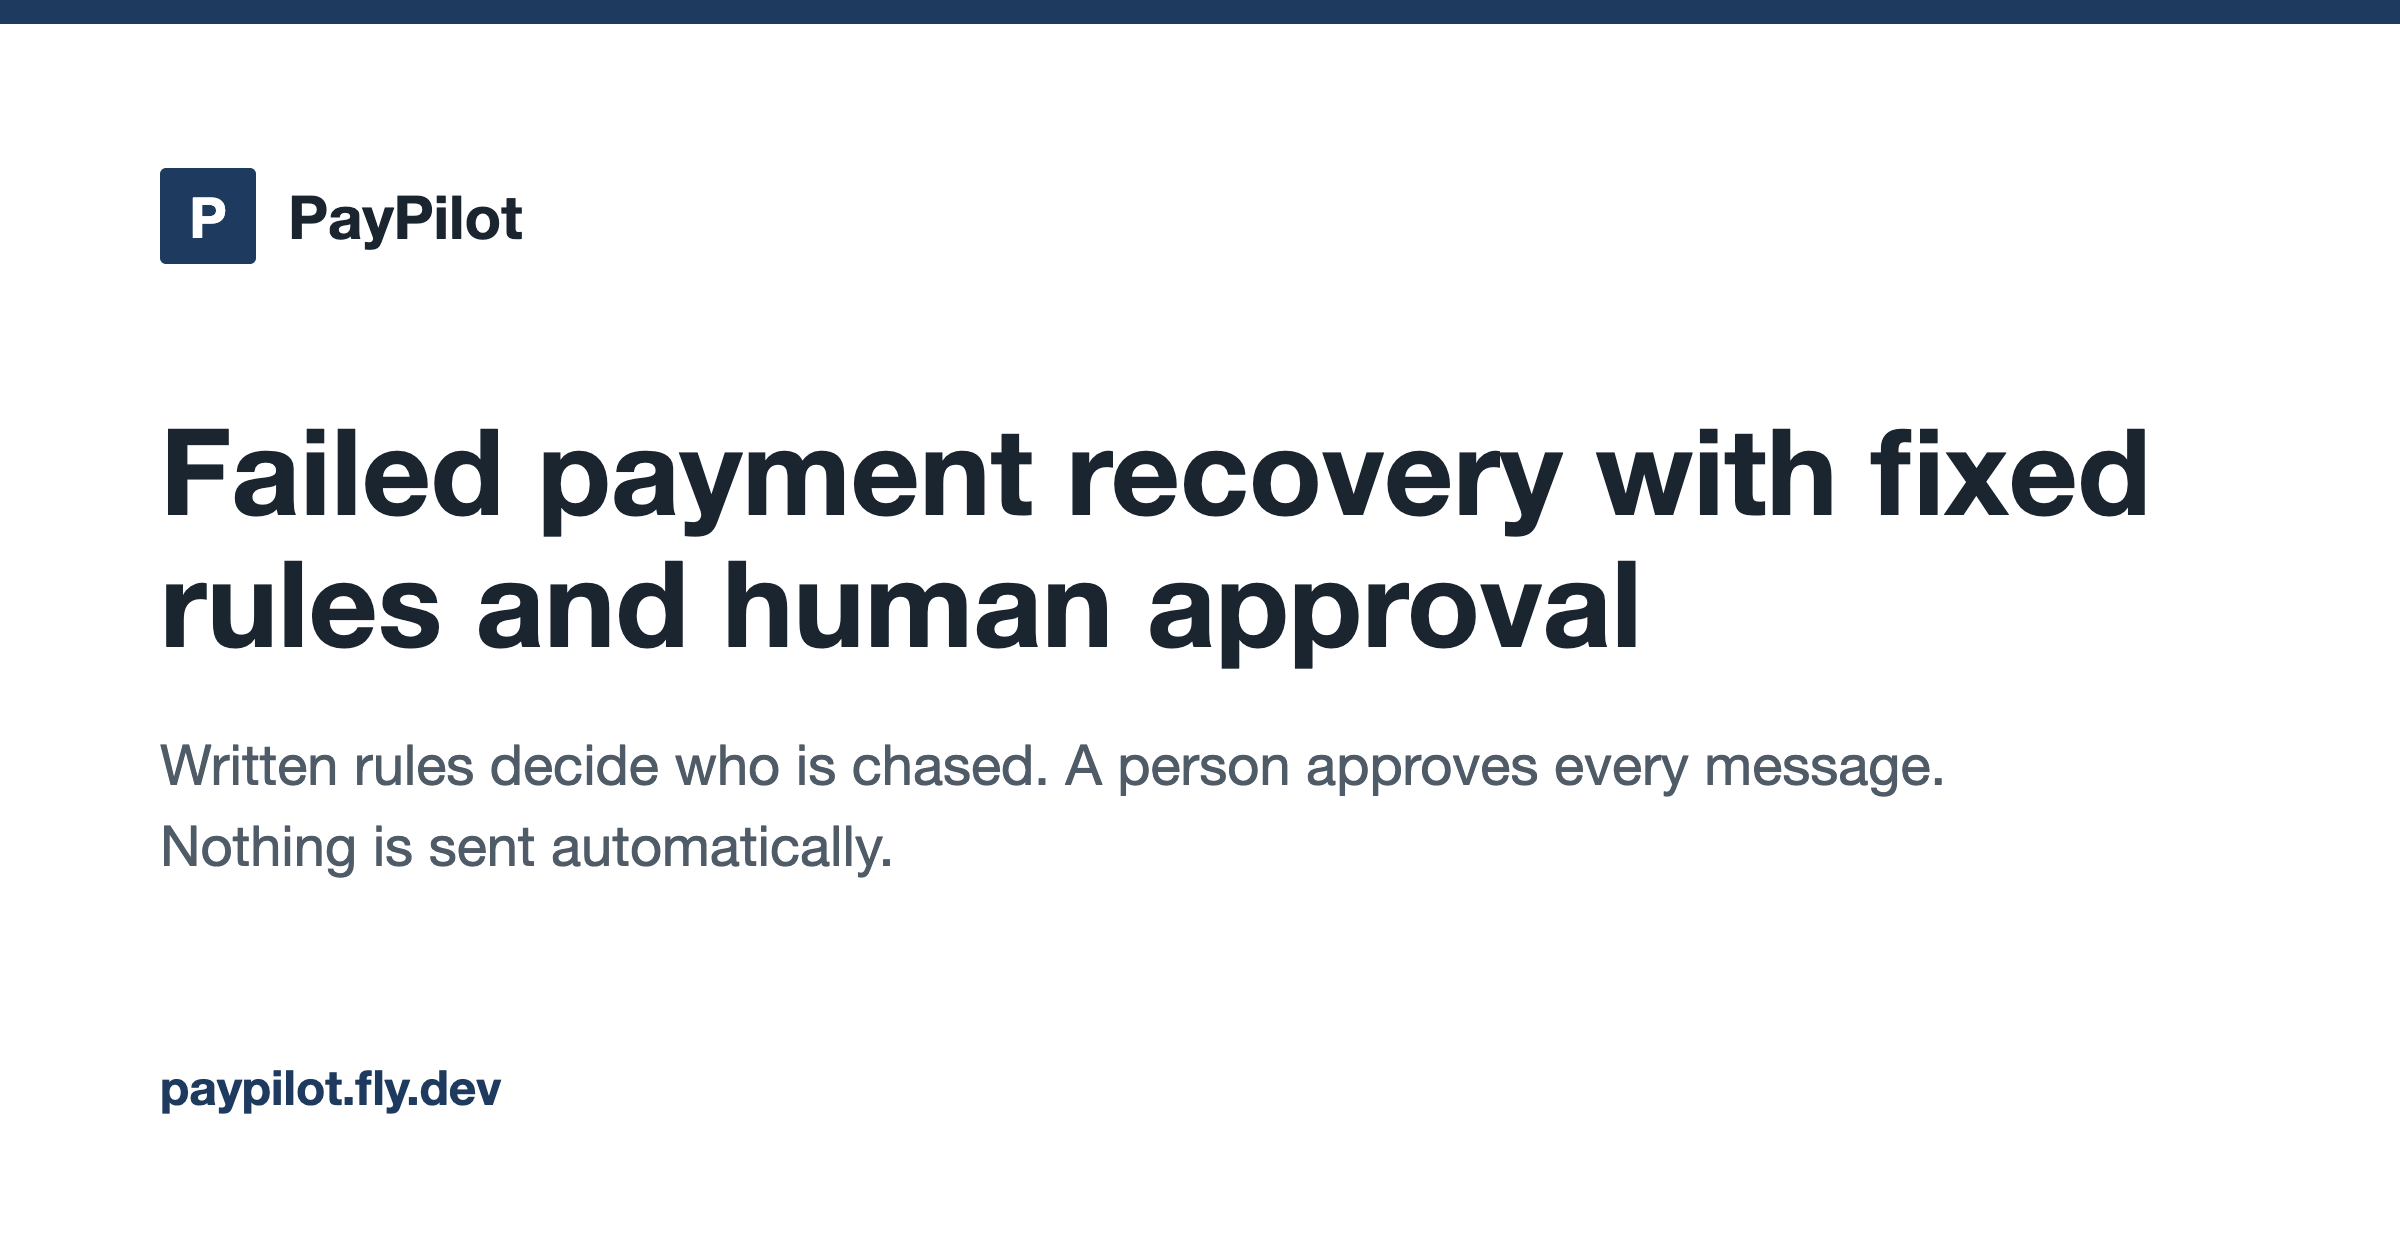 P
PayPilot
Failed payment recovery with fixed
rules and human approval
Written rules decide who is chased. A person approves every message.
Nothing is sent automatically.
paypilot.fly.dev